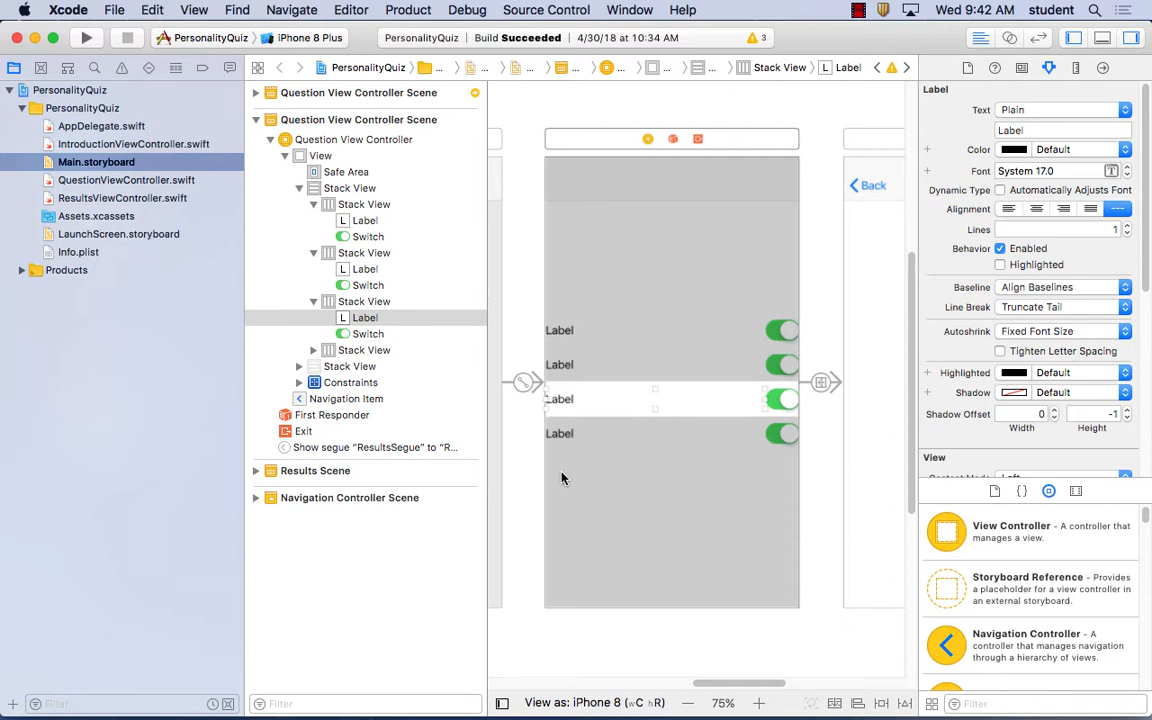 Xcode File Edit View Find Navigate Editor Product Debug Source Control Window Help Wed 9:42 AM student
PersonalityQuiz iPhone 8 Plus PersonalityQuiz Build Succeeded 4/30/18 at 10:34 AM 3
PersonalityQuiz ... ... ... ... ... ... ... Stack View L Label
PersonalityQuiz
PersonalityQuiz
AppDelegate.swift
IntroductionViewController.swift
Main.storyboard
QuestionViewController.swift
ResultsViewController.swift
Assets.xcassets
LaunchScreen.storyboard
Info.plist
Products
Filter
Question View Controller Scene
Question View Controller Scene
Question View Controller
View
Safe Area
Stack View
Stack View
L Label
Switch
Stack View
L Label
Switch
Stack View
L Label
Switch
Stack View
Stack View
Constraints
Navigation Item
First Responder
Exit
Show segue "ResultsSegue" to "R...
Results Scene
Navigation Controller Scene
Filter
Back
Label
Label
Label
Label
View as: iPhone 8 (wC hR) 75%
Label
Text Plain
Label
Color Default
Font System 17.0 T
Dynamic Type Automatically Adjusts Font
Alignment ---
Lines 1
Behavior Enabled
Highlighted
Baseline Align Baselines
Line Break Truncate Tail
Autoshrink Fixed Font Size
Tighten Letter Spacing
Highlighted Default
Shadow Default
Shadow Offset 0 -1
Width Height
View
View Controller - A controller that
manages a view.
Storyboard Reference - Provides
a placeholder for a view controller in
an external storyboard.
Navigation Controller - A
controller that manages navigation
through a hierarchy of views.
Filter